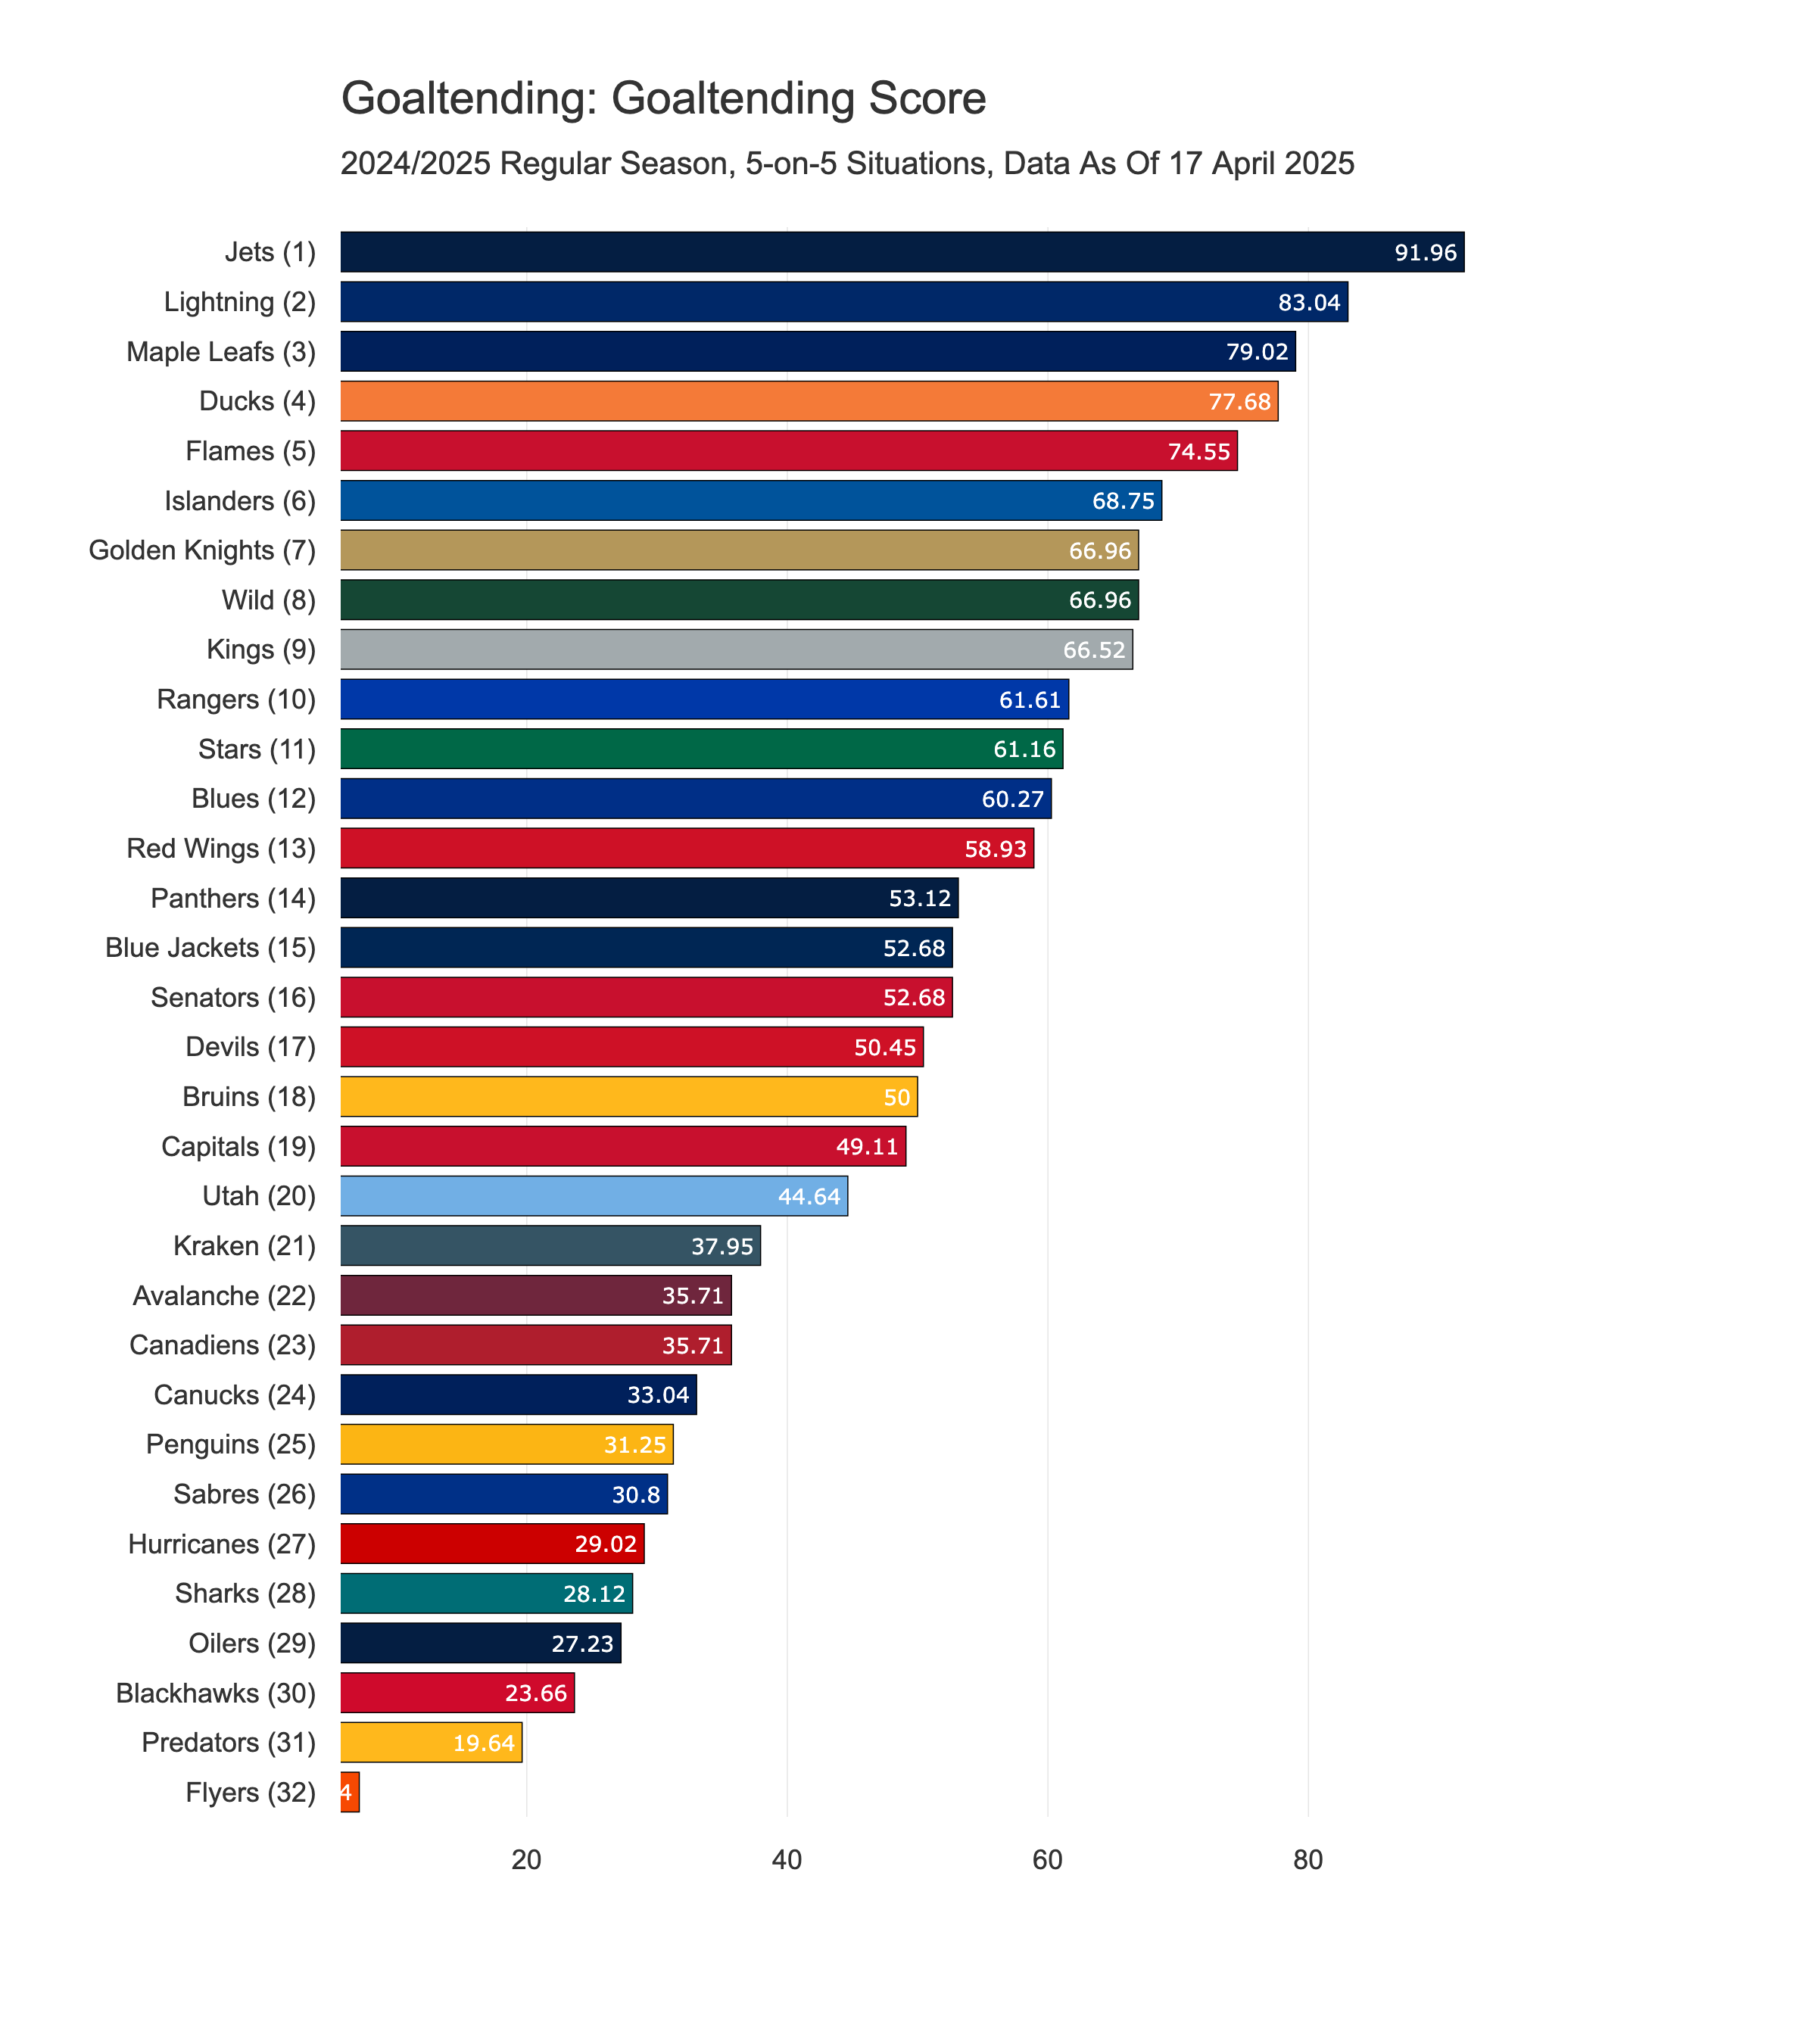 Goaltending: Goaltending Score
2024/2025 Regular Season, 5-on-5 Situations, Data As Of 17 April 2025
Jets (1) 91.96
Lightning (2) 83.04
Maple Leafs (3) 79.02
Ducks (4) 77.68
Flames (5) 74.55
Islanders (6) 68.75
Golden Knights (7) 66.96
Wild (8) 66.96
Kings (9) 66.52
Rangers (10) 61.61
Stars (11) 61.16
Blues (12) 60.27
Red Wings (13) 58.93
Panthers (14) 53.12
Blue Jackets (15) 52.68
Senators (16) 52.68
Devils (17) 50.45
Bruins (18) 50
Capitals (19) 49.11
Utah (20) 44.64
Kraken (21) 37.95
Avalanche (22) 35.71
Canadiens (23) 35.71
Canucks (24) 33.04
Penguins (25) 31.25
Sabres (26) 30.8
Hurricanes (27) 29.02
Sharks (28) 28.12
Oilers (29) 27.23
Blackhawks (30) 23.66
Predators (31) 19.64
Flyers (32)
20 40 60 80